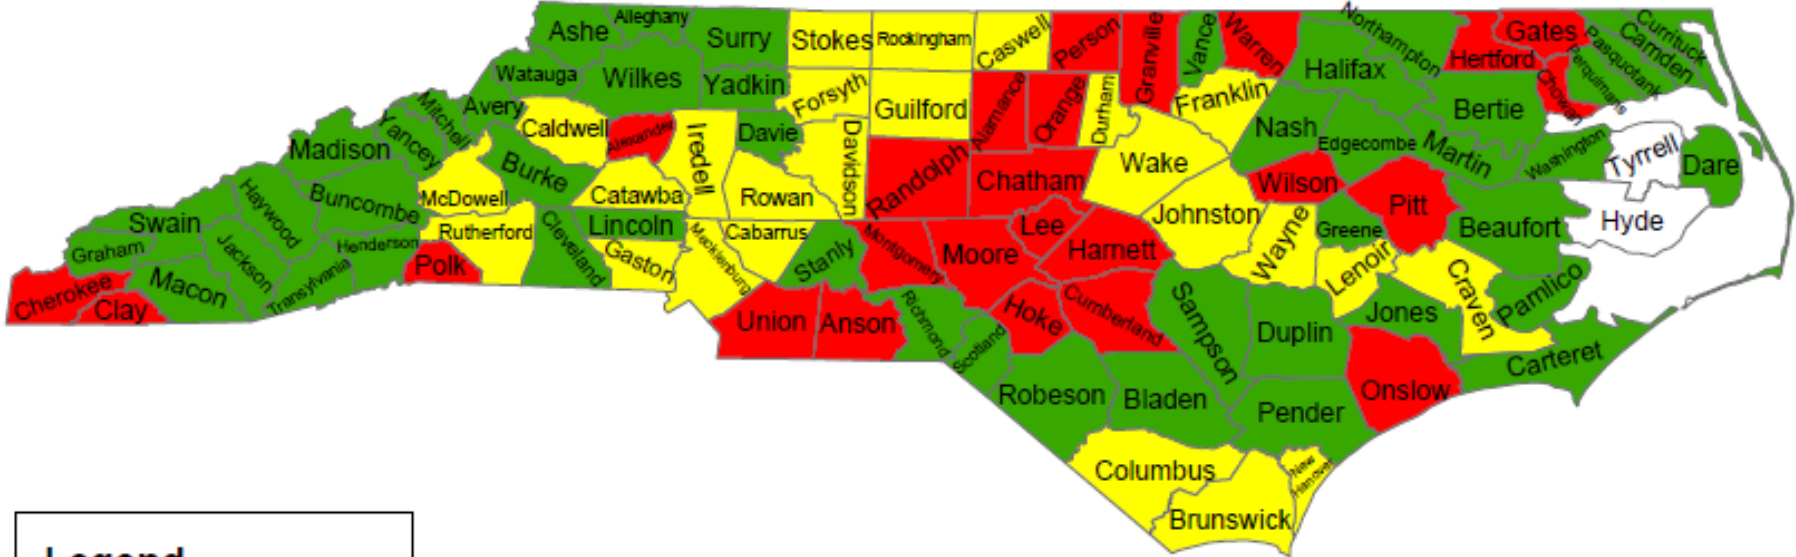 Ashe
Alleghany
Surry
Stokes
Rockingham
Caswell
Person
Granville
Vance
Warren
Northampton
Hertford
Gates
Currituck
Camden
Pasquotank
Perquimans
Chowan
Watauga
Wilkes
Yadkin
Forsyth
Guilford
Alamance
Orange
Durham
Franklin
Halifax
Bertie
Mitchell
Avery
Caldwell
Alexander
Iredell
Davie
Davidson
Nash
Edgecombe
Martin
Washington
Tyrrell
Dare
Madison
Yancey
Burke
Catawba
Rowan
Randolph
Chatham
Wake
Wilson
Pitt
Beaufort
Hyde
Haywood
Buncombe
McDowell
Swain
Graham
Jackson
Henderson
Rutherford
Cleveland
Lincoln
Gaston
Mecklenburg
Cabarrus
Stanly
Montgomery
Moore
Lee
Harnett
Johnston
Wayne
Greene
Lenoir
Craven
Pamlico
Cherokee
Clay
Macon
Transylvania
Polk
Union
Anson
Richmond
Scotland
Hoke
Cumberland
Sampson
Duplin
Jones
Carteret
Onslow
Robeson
Bladen
Pender
Columbus
New
Hanover
Brunswick
Legend